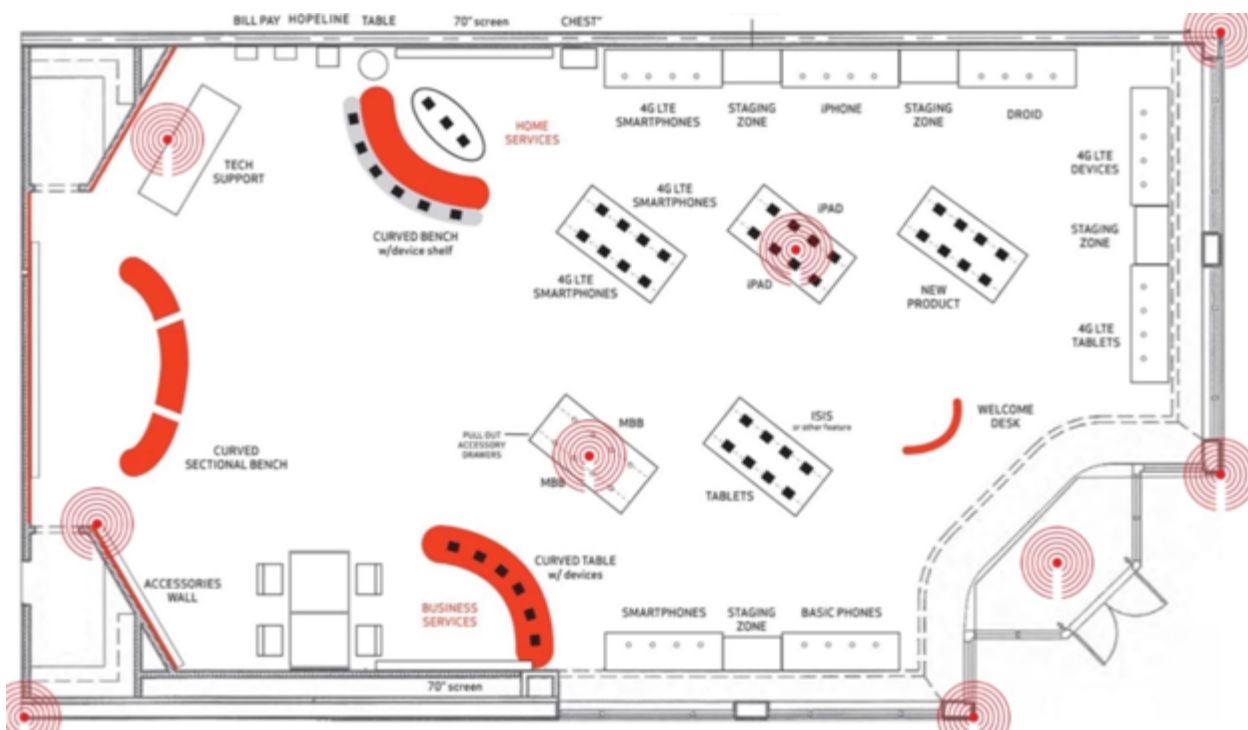 BILL PAY HOPELINE TABLE 70" screen CHEST"
HOME
SERVICES
4G LTE
SMARTPHONES
STAGING
ZONE
iPHONE
STAGING
ZONE
DROID
TECH
SUPPORT
4G LTE
DEVICES
4G LTE
SMARTPHONES
iPAD
CURVED BENCH
w/device shelf
STAGING
ZONE
4G LTE
SMARTPHONES
iPAD
NEW
PRODUCT
4G LTE
TABLETS
MBB
ISIS
or other feature
WELCOME
DESK
PULL OUT
ACCESSORY
DRAWERS
CURVED
SECTIONAL BENCH
MBB
TABLETS
CURVED TABLE
w/ devices
ACCESSORIES
WALL
BUSINESS
SERVICES
SMARTPHONES
STAGING
ZONE
BASIC PHONES
70" screen